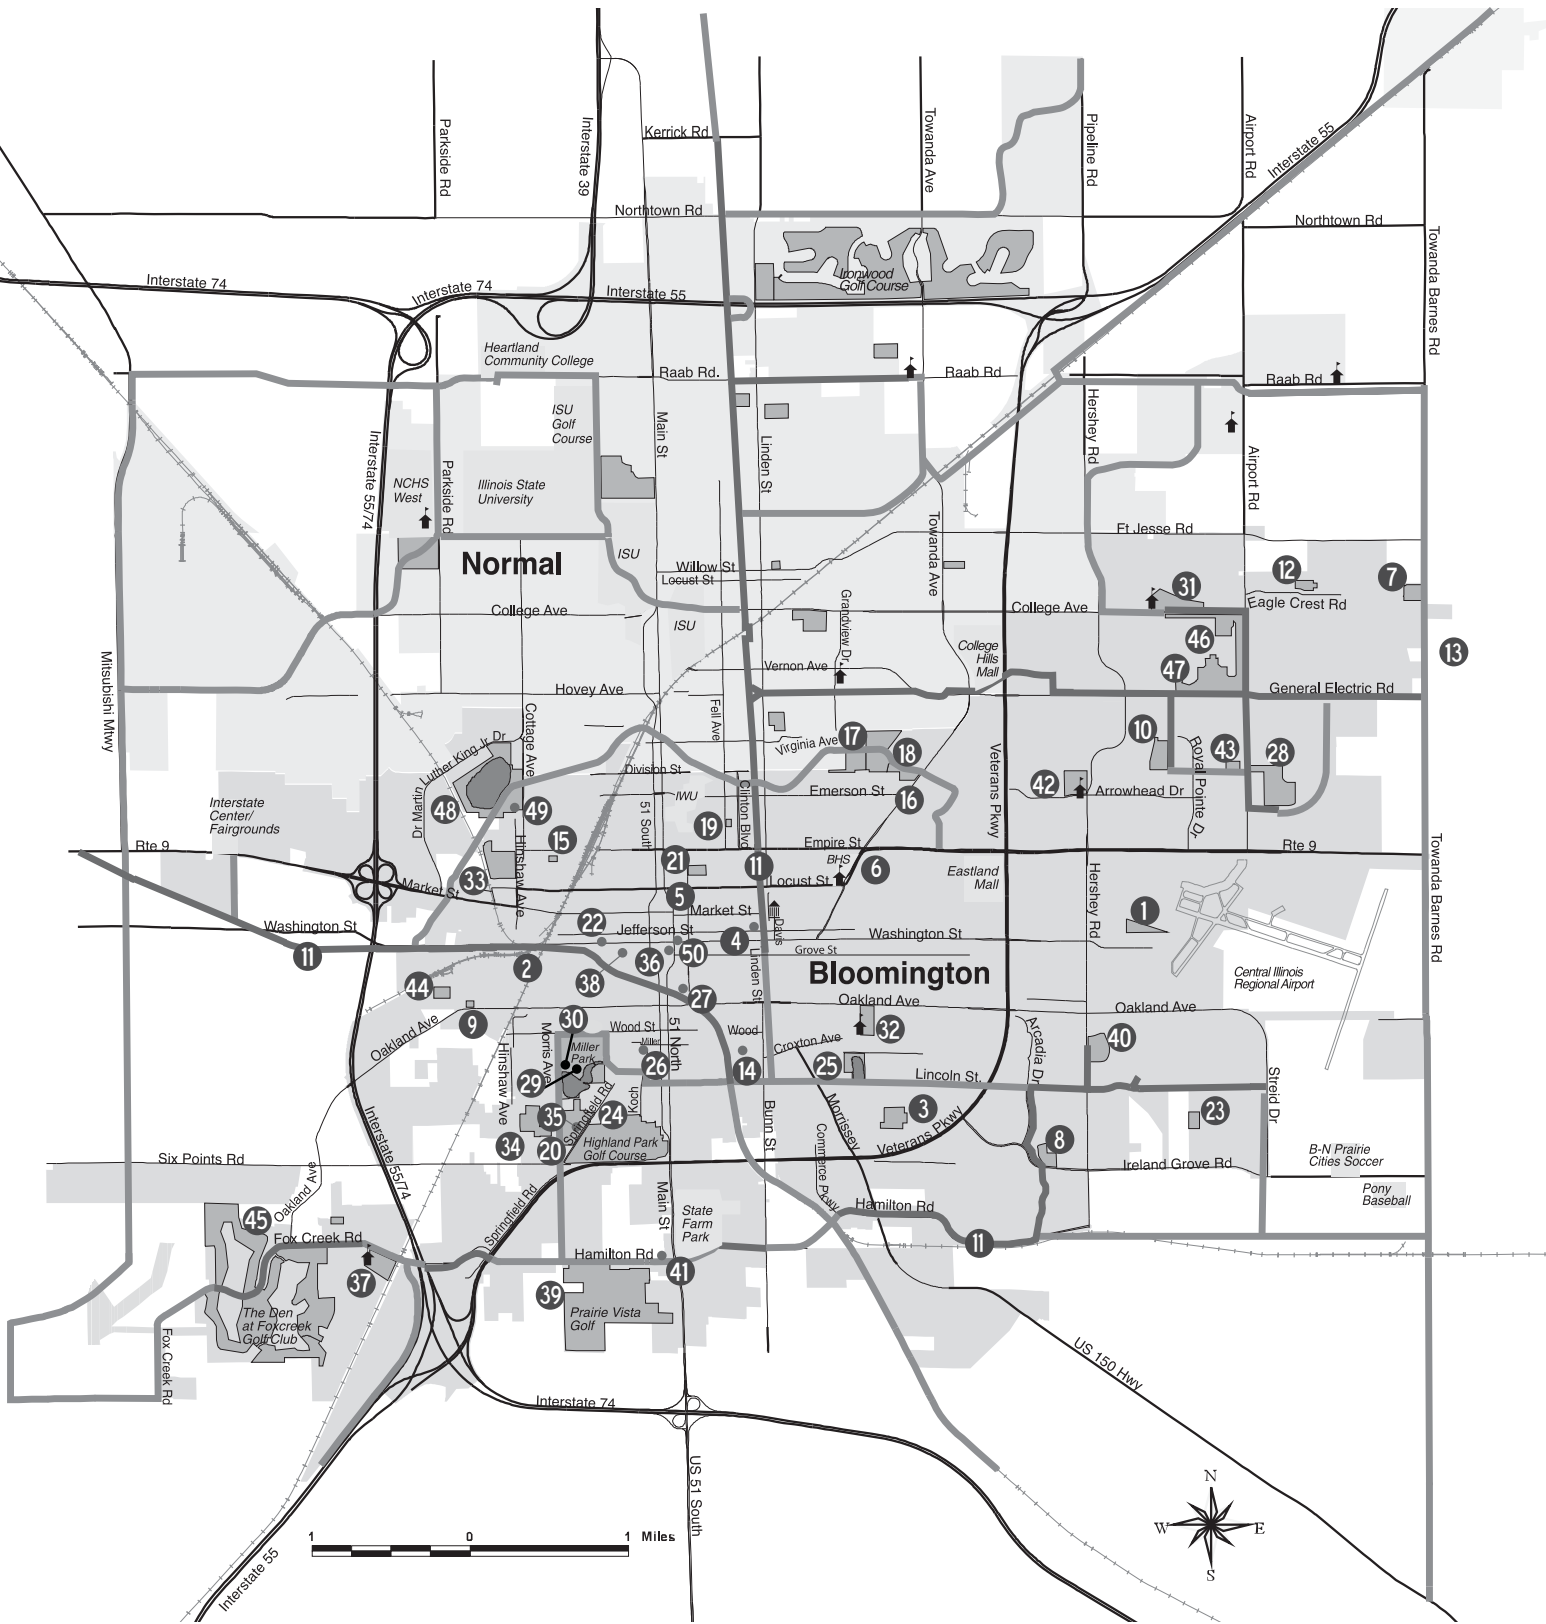 Parkside Rd
Interstate 39
Kerrick Rd
Towanda Ave
Pipeline Rd
Airport Rd
Interstate 55
Northtown Rd
Northtown Rd
Towanda Barnes Rd
Interstate 74
Interstate 74
Interstate 55
Ironwood
Golf Course
Heartland
Community College
Raab Rd.
Raab Rd
Raab Rd
ISU
Golf
Course
Main St
Linden St
Hershey Rd
Airport Rd
Interstate 55/74
Parkside Rd
NCHS
West
Illinois State
University
Ft Jesse Rd
Towanda Ave
Normal
ISU
Willow St
Locust St
12
7
31
Eagle Crest Rd
College Ave
College Ave
Grandview Dr
ISU
46
13
College
Hills
Mall
Vernon Ave
47
Mitsubishi Mtwy
Hovey Ave
General Electric Rd
Fell Ave
Cottage Ave
Dr Martin Luther King Jr Dr
Virginia Ave
17
18
10
Royal Pointe Dr
43
28
Veterans Pkwy
Division St
IWU
Clinton Blvd
Emerson St
16
42
Arrowhead Dr
48
49
51 South
Interstate
Center/
Fairgrounds
19
15
Hinshaw Ave
Rte 9
Empire St
Rte 9
21
11
BHS
6
Eastland
Mall
Hershey Rd
Towanda Barnes Rd
33
Market St
Locust St
5
Market St
1
Washington St
22
Jefferson St
Davis
4
Washington St
11
2
38
36
50
Grove St
Linden St
Bloomington
Central Illinois
Regional Airport
44
27
Oakland Ave
Oakland Ave
9
Oakland Ave
30
Wood St
51 North
Wood
32
Arcadia Dr
40
Miller
Miller
Park
Croxton Ave
Hinshaw Ave
Morris Ave
29
26
14
25
Lincoln St.
Streid Dr
Koch
Springfield Rd
35
24
Bunn St
Morrissey
3
23
Veterans Pkwy
34
20
Highland Park
Golf Course
Commerce Pkwy
8
Six Points Rd
Interstate 55/74
Ireland Grove Rd
B-N Prairie
Cities Soccer
Pony
Baseball
Oakland Ave
45
Springfield Rd
Main St
State
Farm
Park
Hamilton Rd
Fox Creek Rd
Hamilton Rd
11
37
41
39
The Den
at Foxcreek
Golf Club
Prairie Vista
Golf
Fox Creek Rd
US 150 Hwy
Interstate 74
US 51 South
Interstate 55
1 0 1 Miles
N
W E
S